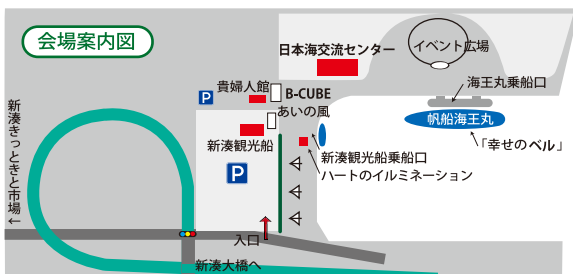 会場案内図
日本海交流センター
イベント広場
貴婦人館
P
B-CUBE
あいの風
海王丸乗船口
帆船海王丸
「幸せのベル」
新湊きっときと市場←
新湊観光船
P
新湊観光船乗船口
ハートのイルミネーション
入口
新湊大橋へ